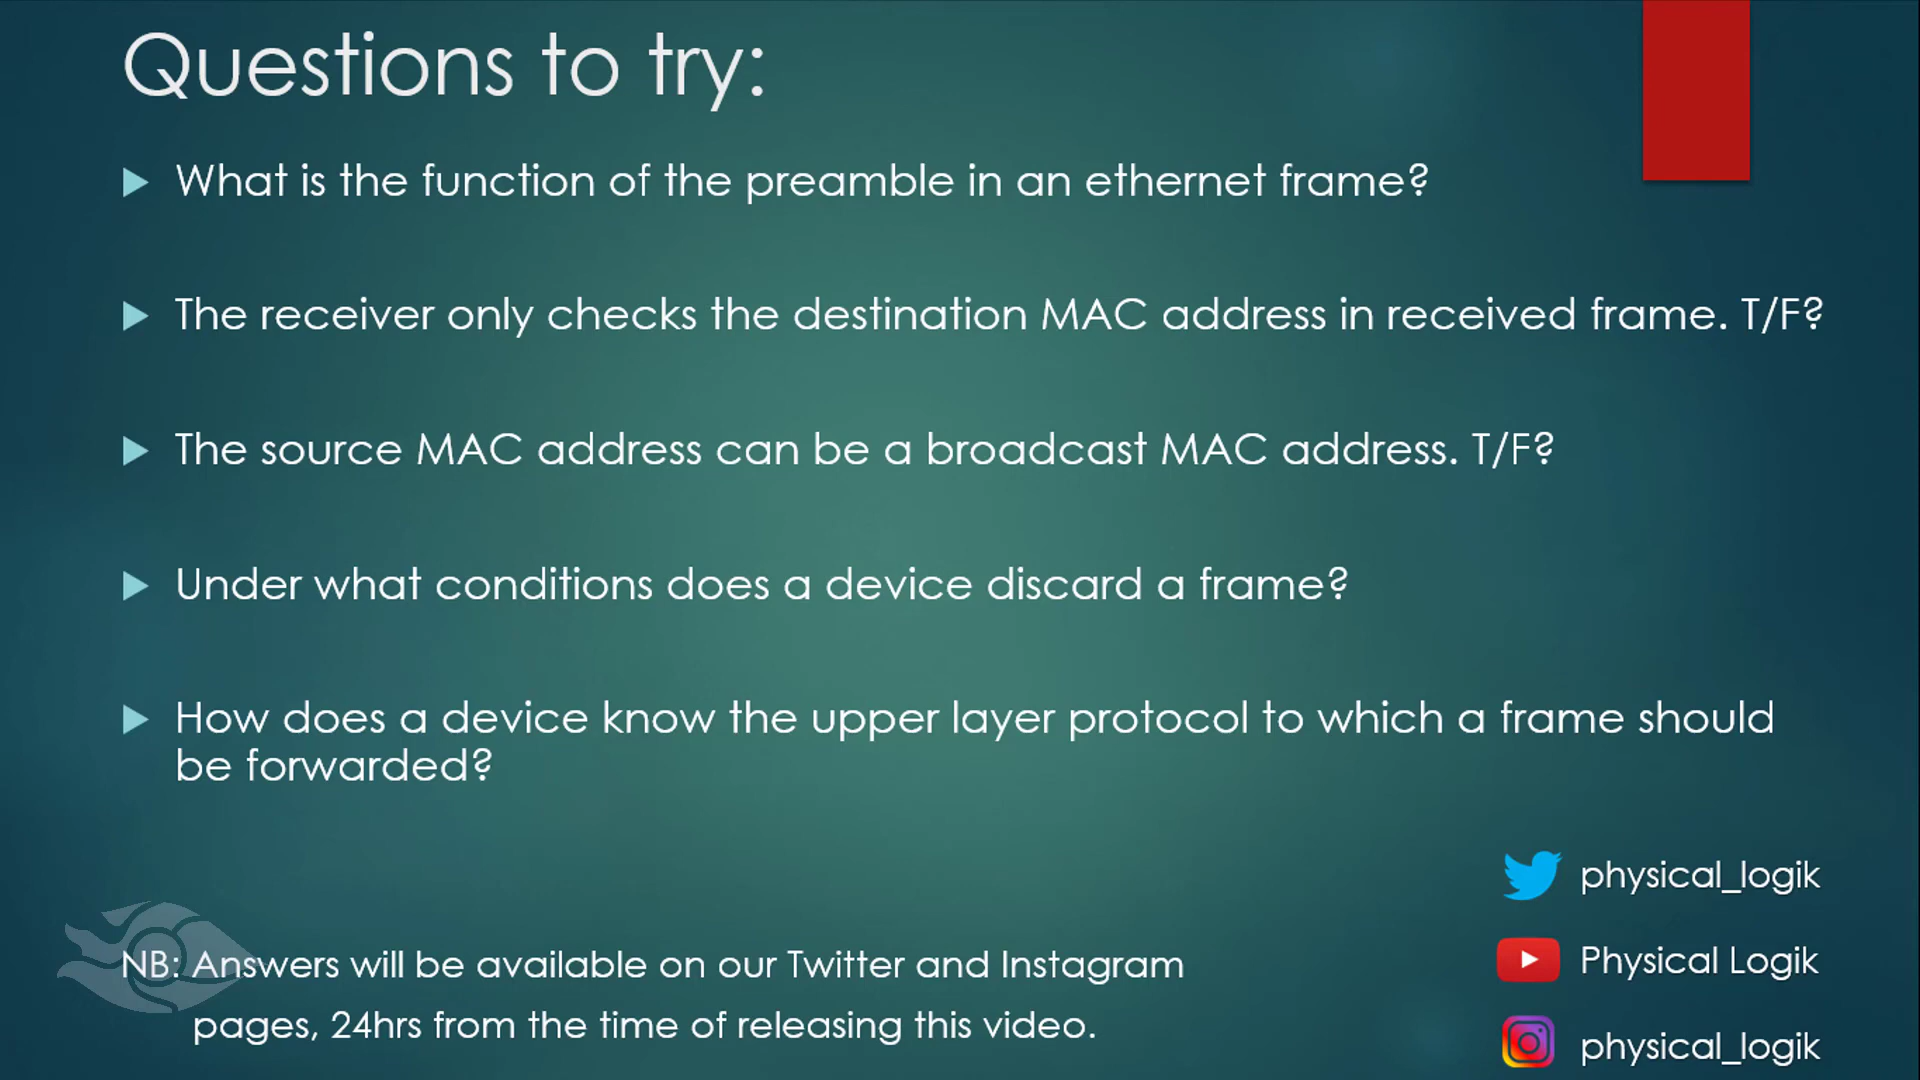 Questions to try:
What is the function of the preamble in an ethernet frame?
The receiver only checks the destination MAC address in received frame. T/F?
The source MAC address can be a broadcast MAC address. T/F?
Under what conditions does a device discard a frame?
How does a device know the upper layer protocol to which a frame should
be forwarded?
physical_logik
Physical Logik
physical_logik
NB: Answers will be available on our Twitter and Instagram
pages, 24hrs from the time of releasing this video.